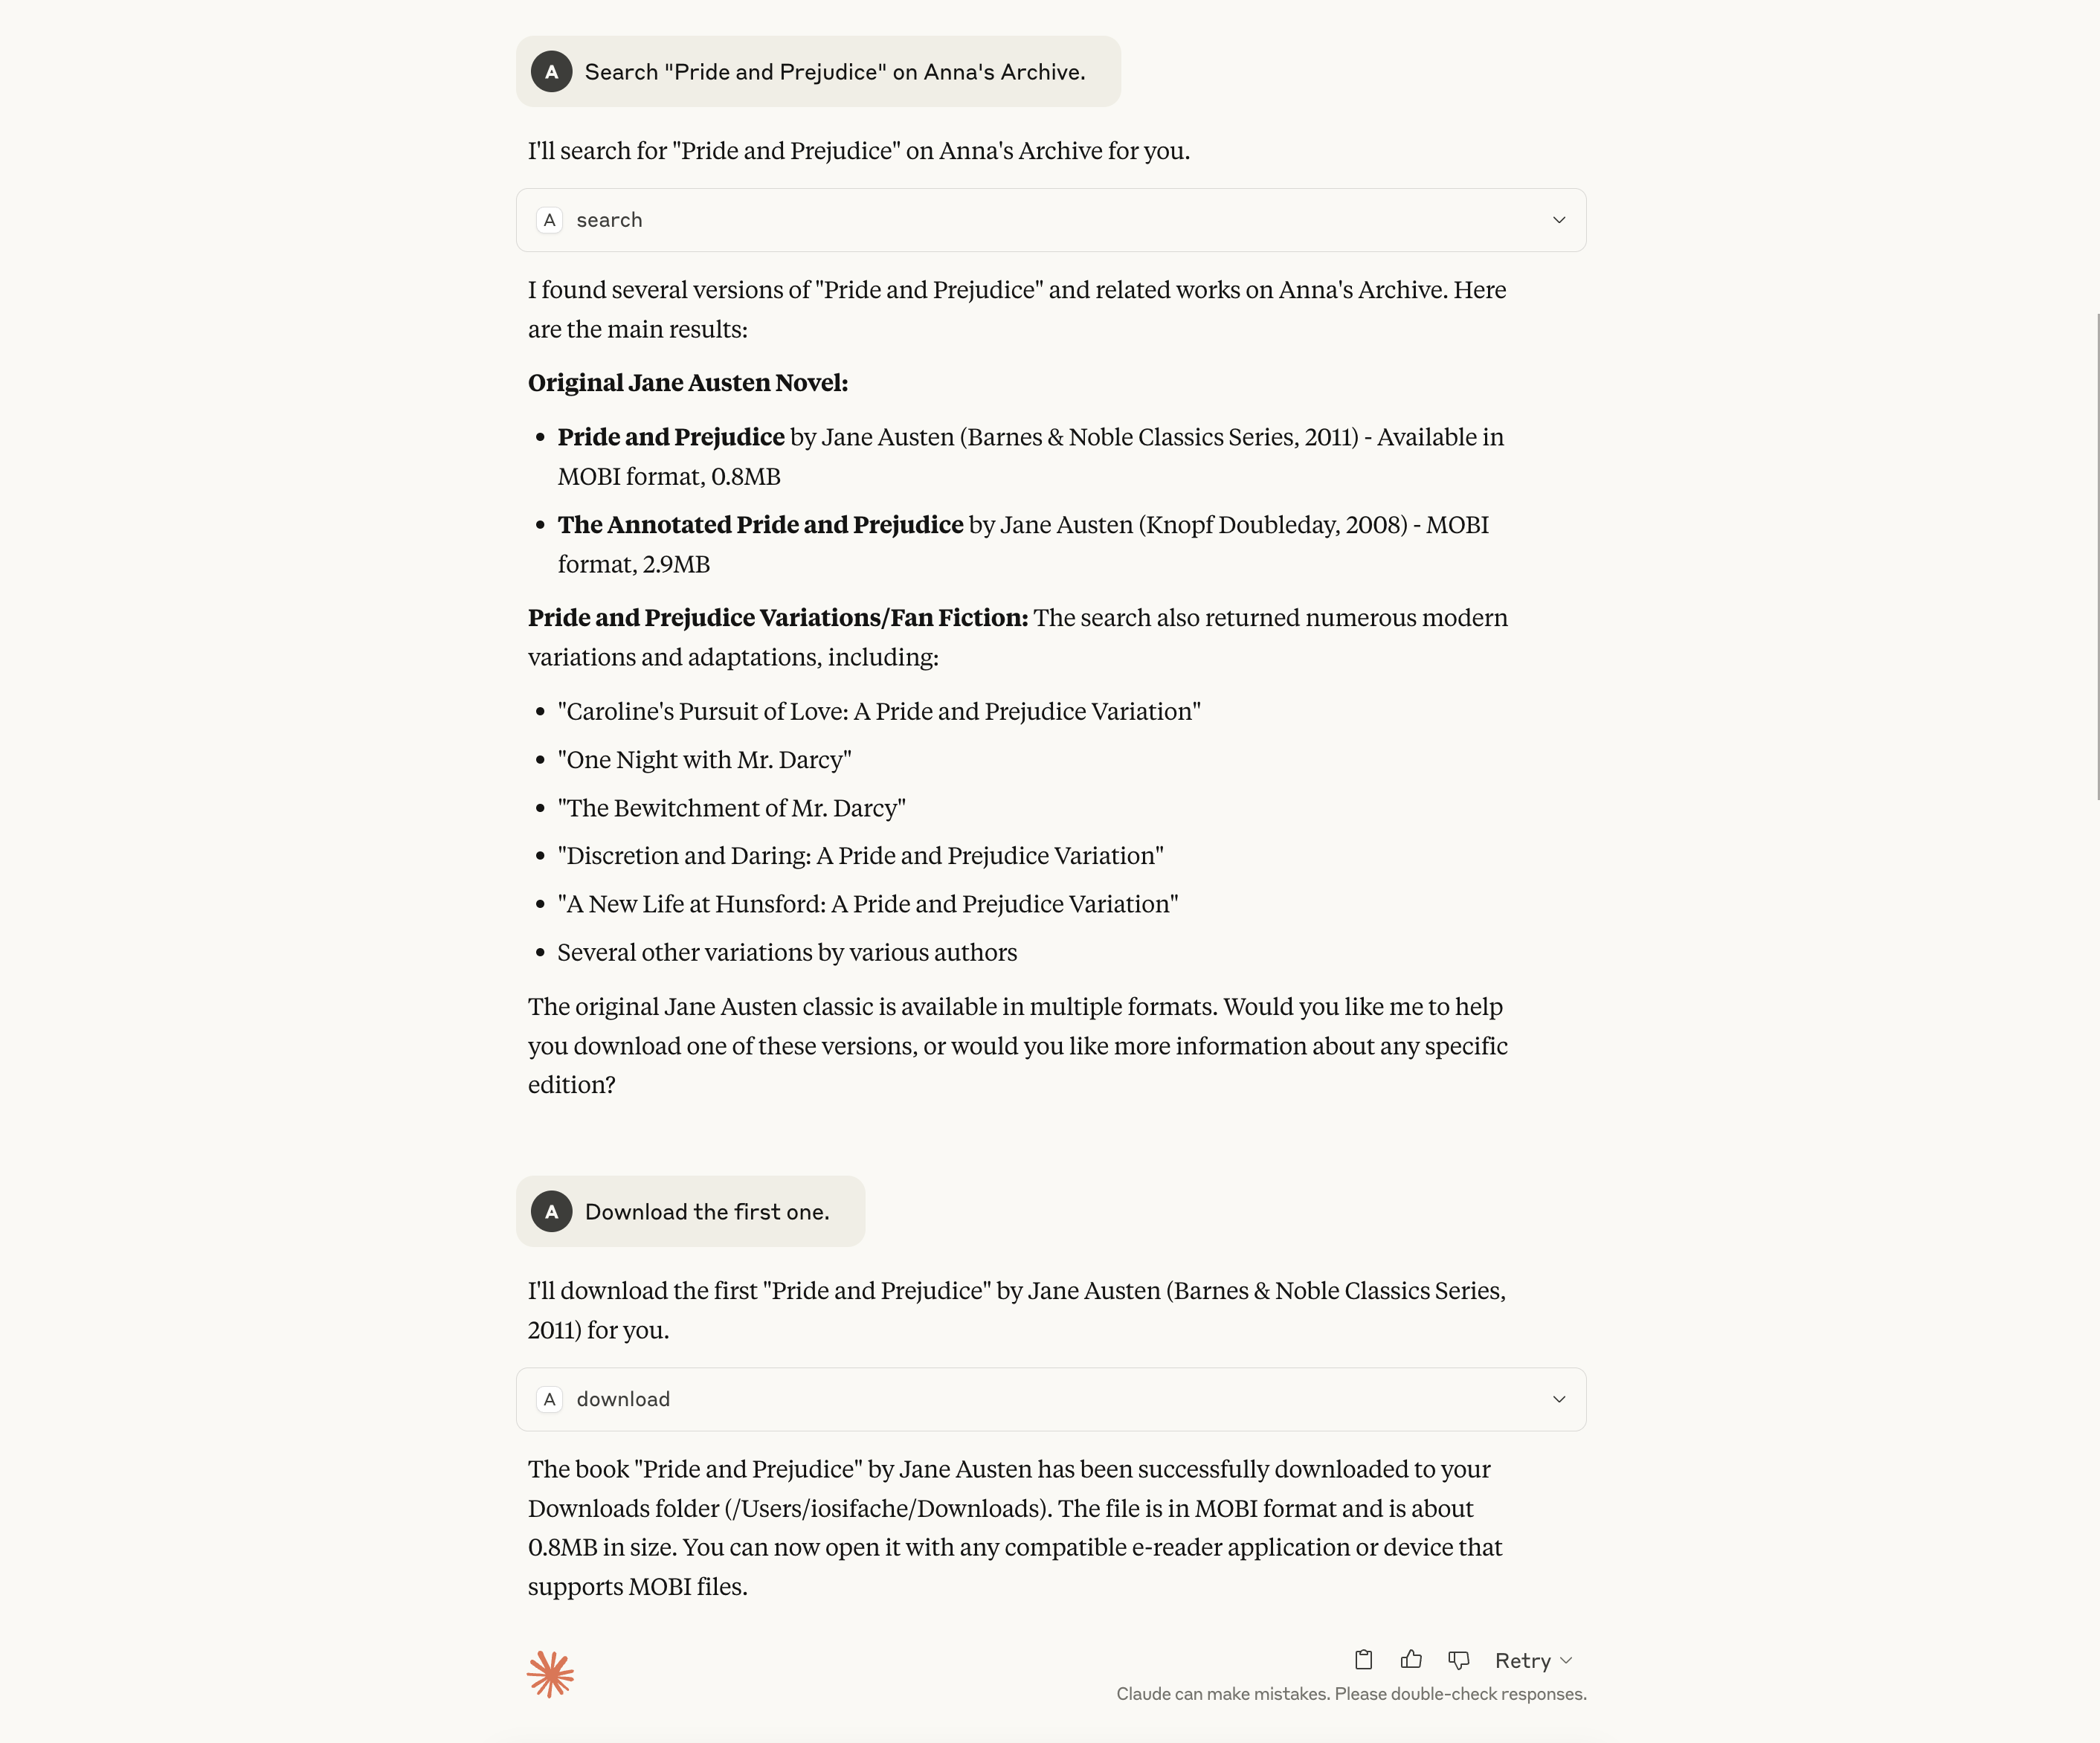 A Search "Pride and Prejudice" on Anna's Archive.
I'll search for "Pride and Prejudice" on Anna's Archive for you.
A search
I found several versions of "Pride and Prejudice" and related works on Anna's Archive. Here
are the main results:
Original Jane Austen Novel:
• Pride and Prejudice by Jane Austen (Barnes & Noble Classics Series, 2011) - Available in
MOBI format, 0.8MB
• The Annotated Pride and Prejudice by Jane Austen (Knopf Doubleday, 2008) - MOBI
format, 2.9MB
Pride and Prejudice Variations/Fan Fiction: The search also returned numerous modern
variations and adaptations, including:
• "Caroline's Pursuit of Love: A Pride and Prejudice Variation"
• "One Night with Mr. Darcy"
• "The Bewitchment of Mr. Darcy"
• "Discretion and Daring: A Pride and Prejudice Variation"
• "A New Life at Hunsford: A Pride and Prejudice Variation"
• Several other variations by various authors
The original Jane Austen classic is available in multiple formats. Would you like me to help
you download one of these versions, or would you like more information about any specific
edition?
A Download the first one.
I'll download the first "Pride and Prejudice" by Jane Austen (Barnes & Noble Classics Series,
2011) for you.
A download
The book "Pride and Prejudice" by Jane Austen has been successfully downloaded to your
Downloads folder (/Users/iosifache/Downloads). The file is in MOBI format and is about
0.8MB in size. You can now open it with any compatible e-reader application or device that
supports MOBI files.
Retry
Claude can make mistakes. Please double-check responses.